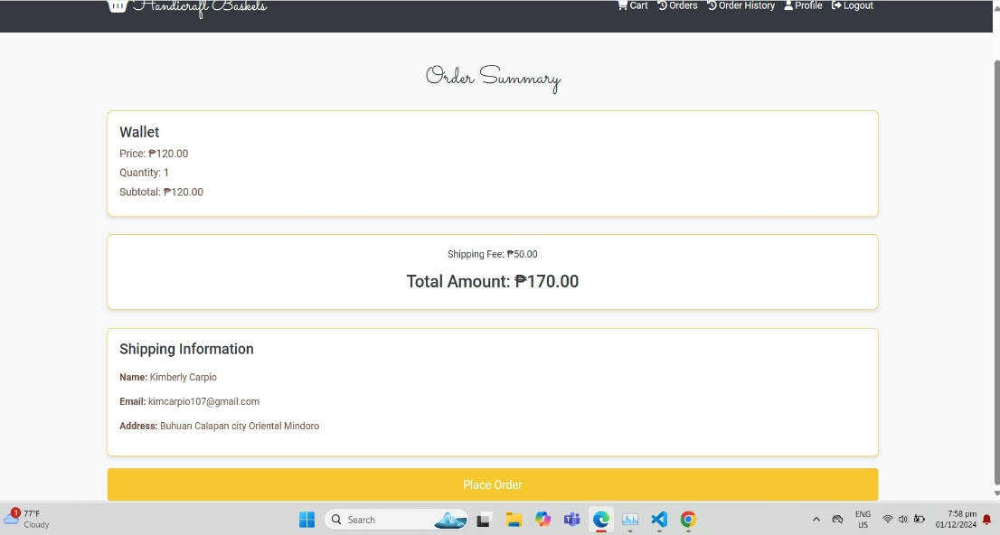 Handicraft Baskets
Cart Orders Order History Profile Logout
Order Summary
Wallet
Price: ₱120.00
Quantity: 1
Subtotal: ₱120.00
Shipping Fee: ₱50.00
Total Amount: ₱170.00
Shipping Information
Name: Kimberly Carpio
Email: kimcarpio107@gmail.com
Address: Buhuan Calapan city Oriental Mindoro
Place Order
1
77°F
Cloudy
Search
ENG
US
7:58 pm
01/12/2024